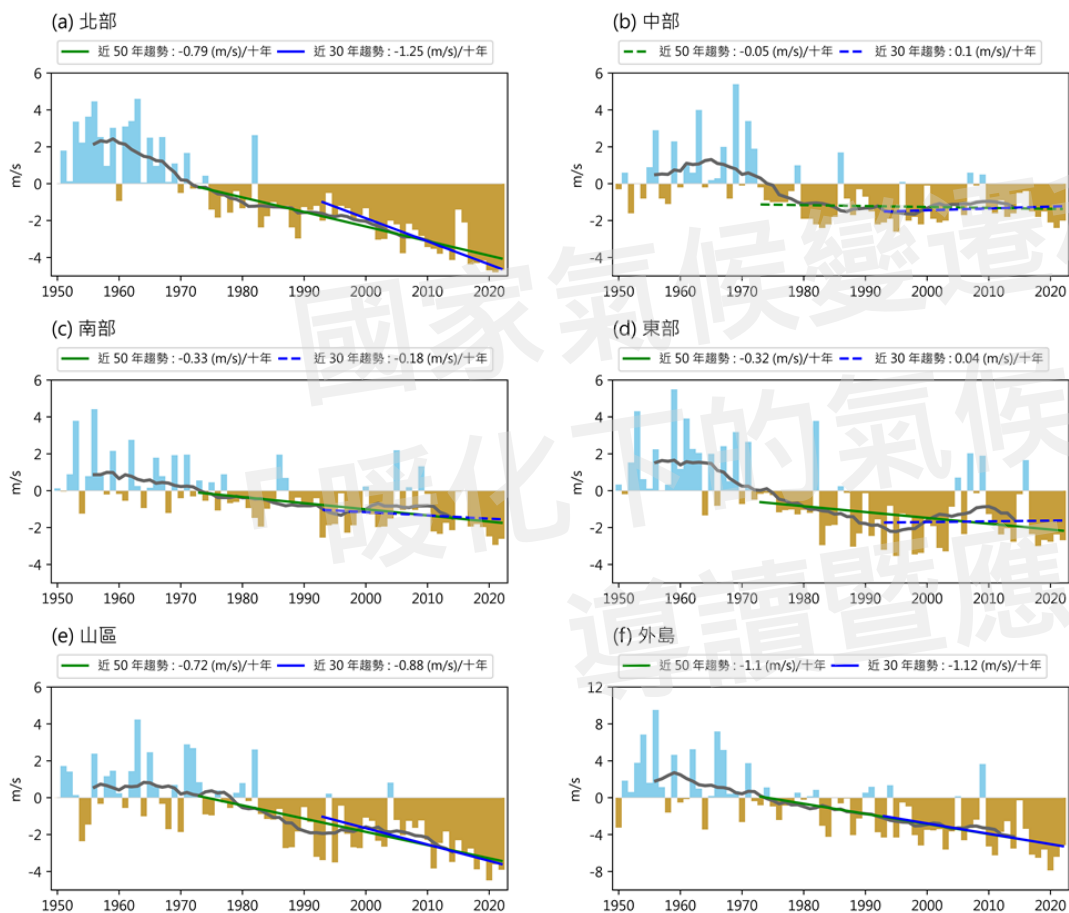 (a) 北部
近 50 年趨勢 : -0.79 (m/s)/十年 近 30 年趨勢 : -1.25 (m/s)/十年
6
4
2
0
-2
-4
m/s
1950 1960 1970 1980 1990 2000 2010 2020
(b) 中部
近 50 年趨勢 : -0.05 (m/s)/十年 近 30 年趨勢 : 0.1 (m/s)/十年
6
4
2
0
-2
-4
m/s
1950 1960 1970 1980 1990 2000 2010 2020
(c) 南部
近 50 年趨勢 : -0.33 (m/s)/十年 近 30 年趨勢 : -0.18 (m/s)/十年
6
4
2
0
-2
-4
m/s
1950 1960 1970 1980 1990 2000 2010 2020
(d) 東部
近 50 年趨勢 : -0.32 (m/s)/十年 近 30 年趨勢 : 0.04 (m/s)/十年
6
4
2
0
-2
-4
m/s
1950 1960 1970 1980 1990 2000 2010 2020
(e) 山區
近 50 年趨勢 : -0.72 (m/s)/十年 近 30 年趨勢 : -0.88 (m/s)/十年
6
4
2
0
-2
-4
m/s
1950 1960 1970 1980 1990 2000 2010 2020
(f) 外島
近 50 年趨勢 : -1.1 (m/s)/十年 近 30 年趨勢 : -1.12 (m/s)/十年
12
8
4
0
-4
-8
m/s
1950 1960 1970 1980 1990 2000 2010 2020
國家氣候變遷
「暖化下的氣候
導讀暨應